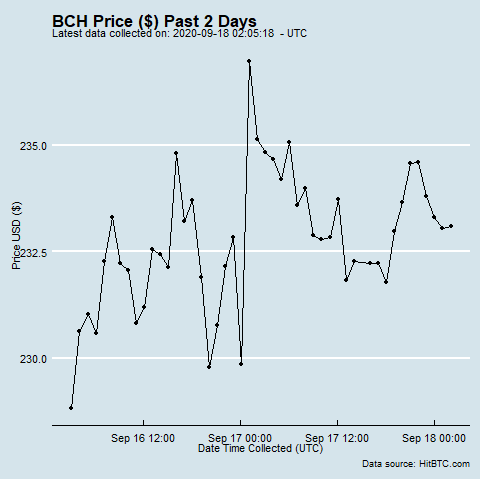 BCH Price ($) Past 2 Days
Latest data collected on: 2020-09-18 02:05:18 - UTC
235.0
232.5
230.0
Price USD ($)
Sep 16 12:00 Sep 17 00:00 Sep 17 12:00 Sep 18 00:00
Date Time Collected (UTC)
Data source: HitBTC.com